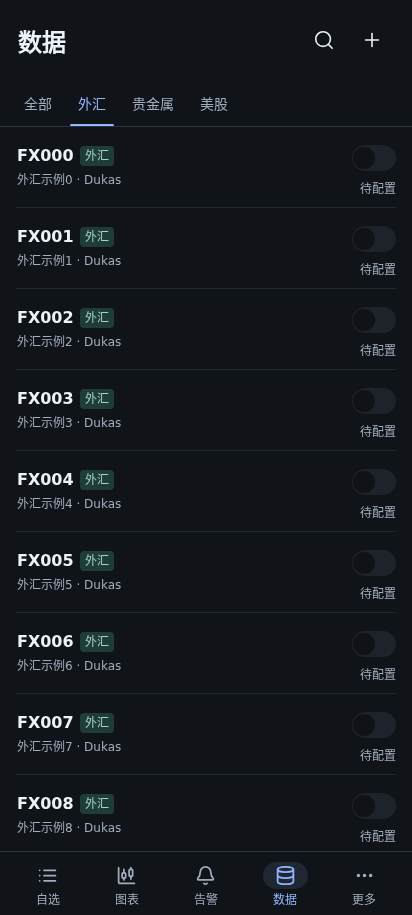 数据
全部 外汇 贵金属 美股
FX000 外汇
外汇示例0 · Dukas
待配置
FX001 外汇
外汇示例1 · Dukas
待配置
FX002 外汇
外汇示例2 · Dukas
待配置
FX003 外汇
外汇示例3 · Dukas
待配置
FX004 外汇
外汇示例4 · Dukas
待配置
FX005 外汇
外汇示例5 · Dukas
待配置
FX006 外汇
外汇示例6 · Dukas
待配置
FX007 外汇
外汇示例7 · Dukas
待配置
FX008 外汇
外汇示例8 · Dukas
待配置
自选 图表 告警 数据 更多